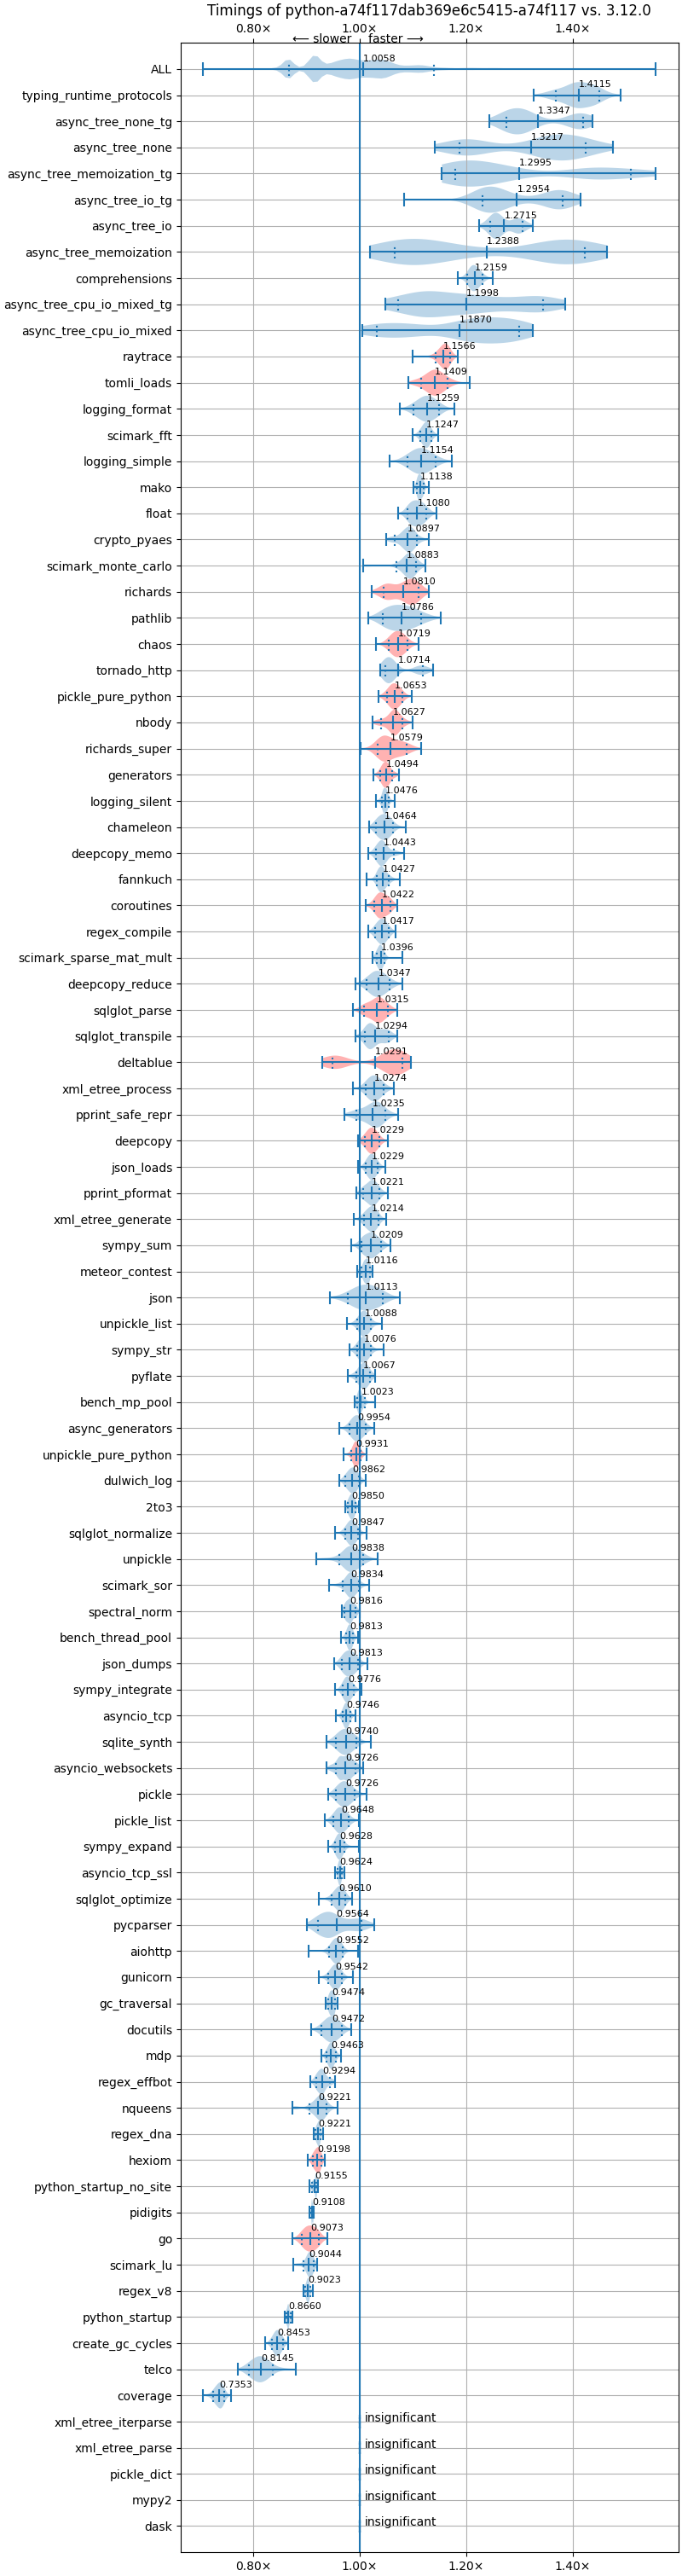 Timings of python-a74f117dab369e6c5415-a74f117 vs. 3.12.0
0.80× 1.00× 1.20× 1.40×
⟵ slower faster ⟶
ALL 1.0058
typing_runtime_protocols 1.4115
async_tree_none_tg 1.3347
async_tree_none 1.3217
async_tree_memoization_tg 1.2995
async_tree_io_tg 1.2954
async_tree_io 1.2715
async_tree_memoization 1.2388
comprehensions 1.2159
async_tree_cpu_io_mixed_tg 1.1998
async_tree_cpu_io_mixed 1.1870
raytrace 1.1566
tomli_loads 1.1409
logging_format 1.1259
scimark_fft 1.1247
logging_simple 1.1154
mako 1.1138
float 1.1080
crypto_pyaes 1.0897
scimark_monte_carlo 1.0883
richards 1.0810
pathlib 1.0786
chaos 1.0719
tornado_http 1.0714
pickle_pure_python 1.0653
nbody 1.0627
richards_super 1.0579
generators 1.0494
logging_silent 1.0476
chameleon 1.0464
deepcopy_memo 1.0443
fannkuch 1.0427
coroutines 1.0422
regex_compile 1.0417
scimark_sparse_mat_mult 1.0396
deepcopy_reduce 1.0347
sqlglot_parse 1.0315
sqlglot_transpile 1.0294
deltablue 1.0291
xml_etree_process 1.0274
pprint_safe_repr 1.0235
deepcopy 1.0229
json_loads 1.0229
pprint_pformat 1.0221
xml_etree_generate 1.0214
sympy_sum 1.0209
meteor_contest 1.0116
json 1.0113
unpickle_list 1.0088
sympy_str 1.0076
pyflate 1.0067
bench_mp_pool 1.0023
async_generators 0.9954
unpickle_pure_python 0.9931
dulwich_log 0.9862
2to3 0.9850
sqlglot_normalize 0.9847
unpickle 0.9838
scimark_sor 0.9834
spectral_norm 0.9816
bench_thread_pool 0.9813
json_dumps 0.9813
sympy_integrate 0.9776
asyncio_tcp 0.9746
sqlite_synth 0.9740
asyncio_websockets 0.9726
pickle 0.9726
pickle_list 0.9648
sympy_expand 0.9628
asyncio_tcp_ssl 0.9624
sqlglot_optimize 0.9610
pycparser 0.9564
aiohttp 0.9552
gunicorn 0.9542
gc_traversal 0.9474
docutils 0.9472
mdp 0.9463
regex_effbot 0.9294
nqueens 0.9221
regex_dna 0.9221
hexiom 0.9198
python_startup_no_site 0.9155
pidigits 0.9108
go 0.9073
scimark_lu 0.9044
regex_v8 0.9023
python_startup 0.8660
create_gc_cycles 0.8453
telco 0.8145
coverage 0.7353
xml_etree_iterparse insignificant
xml_etree_parse insignificant
pickle_dict insignificant
mypy2 insignificant
dask insignificant
0.80× 1.00× 1.20× 1.40×